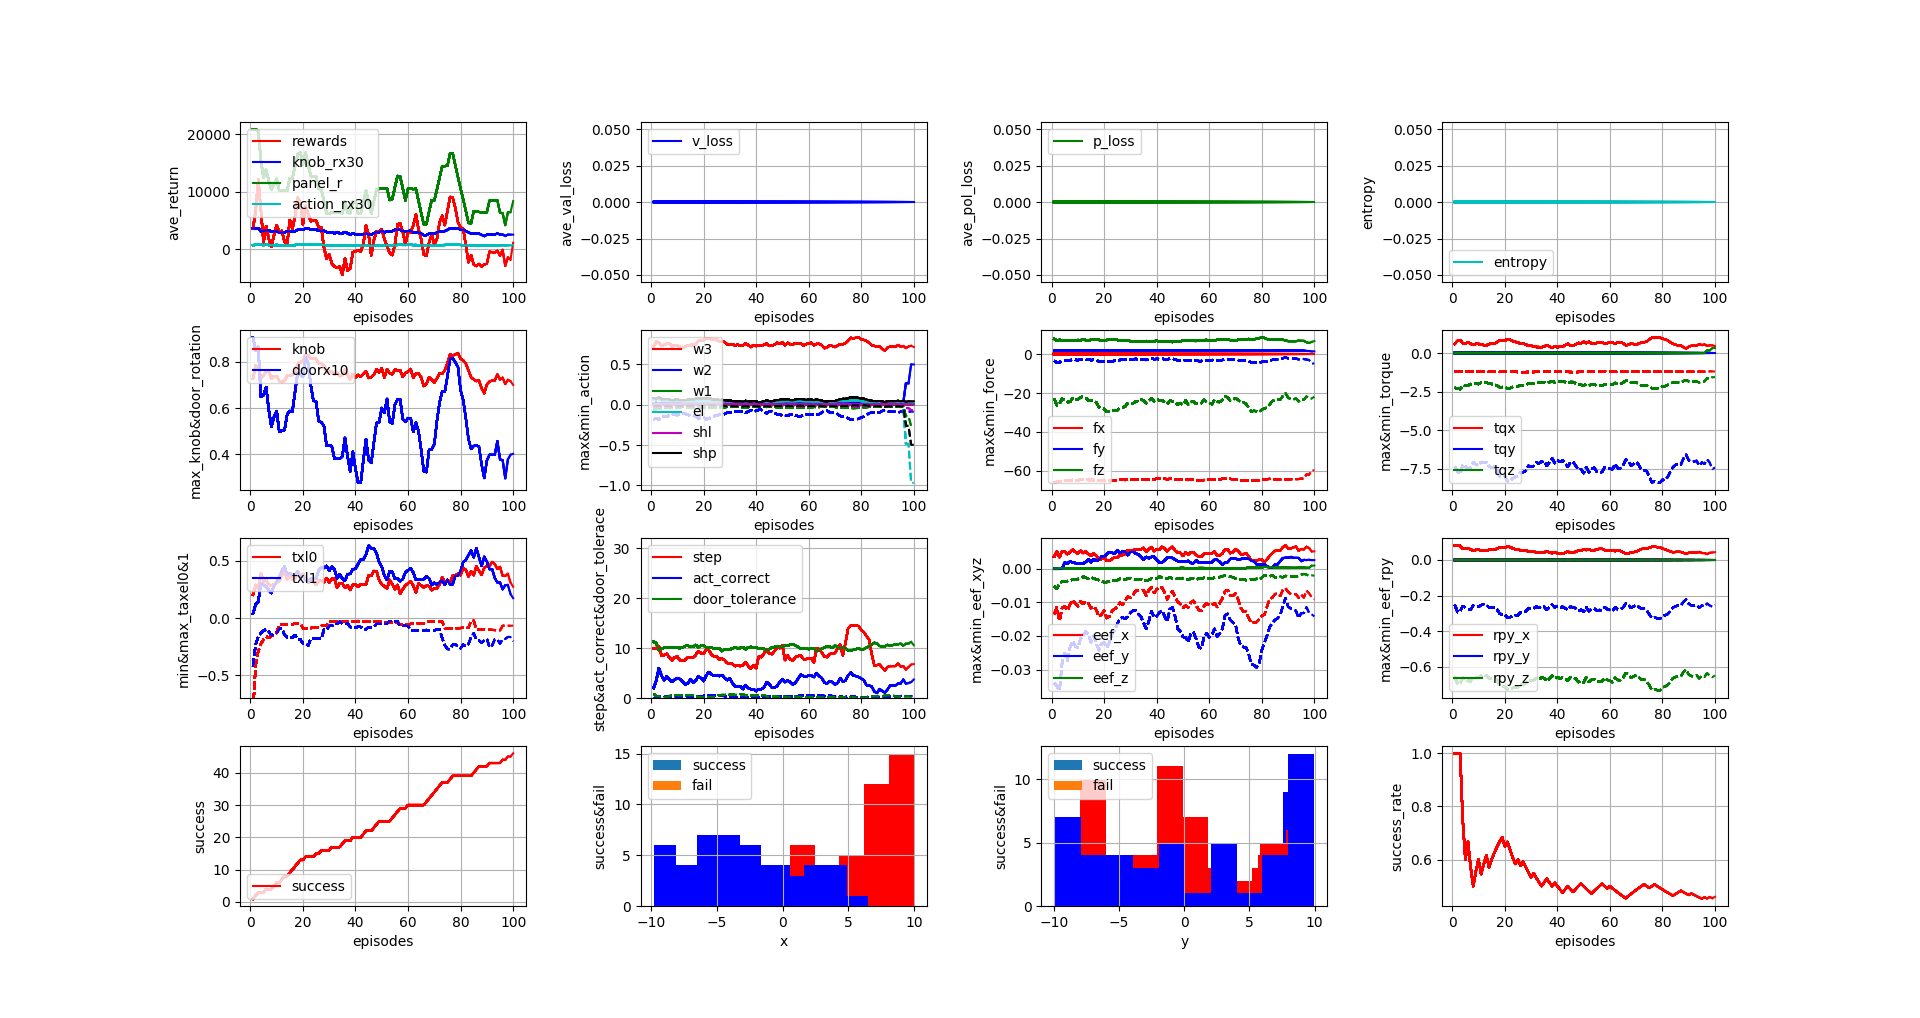 ave_return
20000
10000
0
rewards
knob_rx30
panel_r
action_rx30
0 20 40 60 80 100
episodes
ave_val_loss
0.050
0.025
0.000
−0.025
−0.050
v_loss
0 20 40 60 80 100
episodes
ave_pol_loss
0.050
0.025
0.000
−0.025
−0.050
p_loss
0 20 40 60 80 100
episodes
entropy
0.050
0.025
0.000
−0.025
−0.050
entropy
0 20 40 60 80 100
episodes
max_knob&door_rotation
0.8
0.6
0.4
knob
doorx10
0 20 40 60 80 100
episodes
max&min_action
0.5
0.0
−0.5
−1.0
w3
w2
w1
el
shl
shp
0 20 40 60 80 100
episodes
max&min_force
0
−20
−40
−60
fx
fy
fz
0 20 40 60 80 100
episodes
max&min_torque
0.0
−2.5
−5.0
−7.5
tqx
tqy
tqz
0 20 40 60 80 100
episodes
min&max_taxel0&1
0.5
0.0
−0.5
txl0
txl1
0 20 40 60 80 100
episodes
step&act_correct&door_tolerace
30
20
10
0
step
act_correct
door_tolerance
0 20 40 60 80 100
episodes
max&min_eef_xyz
0.00
−0.01
−0.02
−0.03
eef_x
eef_y
eef_z
0 20 40 60 80 100
episodes
max&min_eef_rpy
0.0
−0.2
−0.4
−0.6
rpy_x
rpy_y
rpy_z
0 20 40 60 80 100
episodes
success
40
30
20
10
0
success
0 20 40 60 80 100
episodes
success&fail
15
10
5
0
success
fail
−10 −5 0 5 10
x
success&fail
10
5
0
success
fail
−10 −5 0 5 10
y
success_rate
1.0
0.8
0.6
0 20 40 60 80 100
episodes